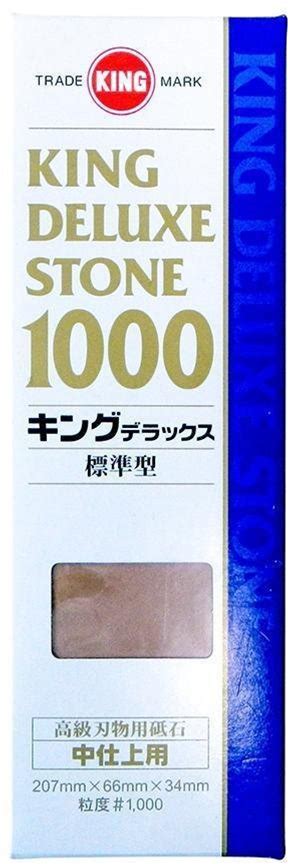 TRADE KING MARK
KING
DELUXE
STONE
1000
キングデラックス
標準型
高級刃物用砥石
中仕上用
207mm×66mm×34mm
粒度#1,000
KING DELUXE STON